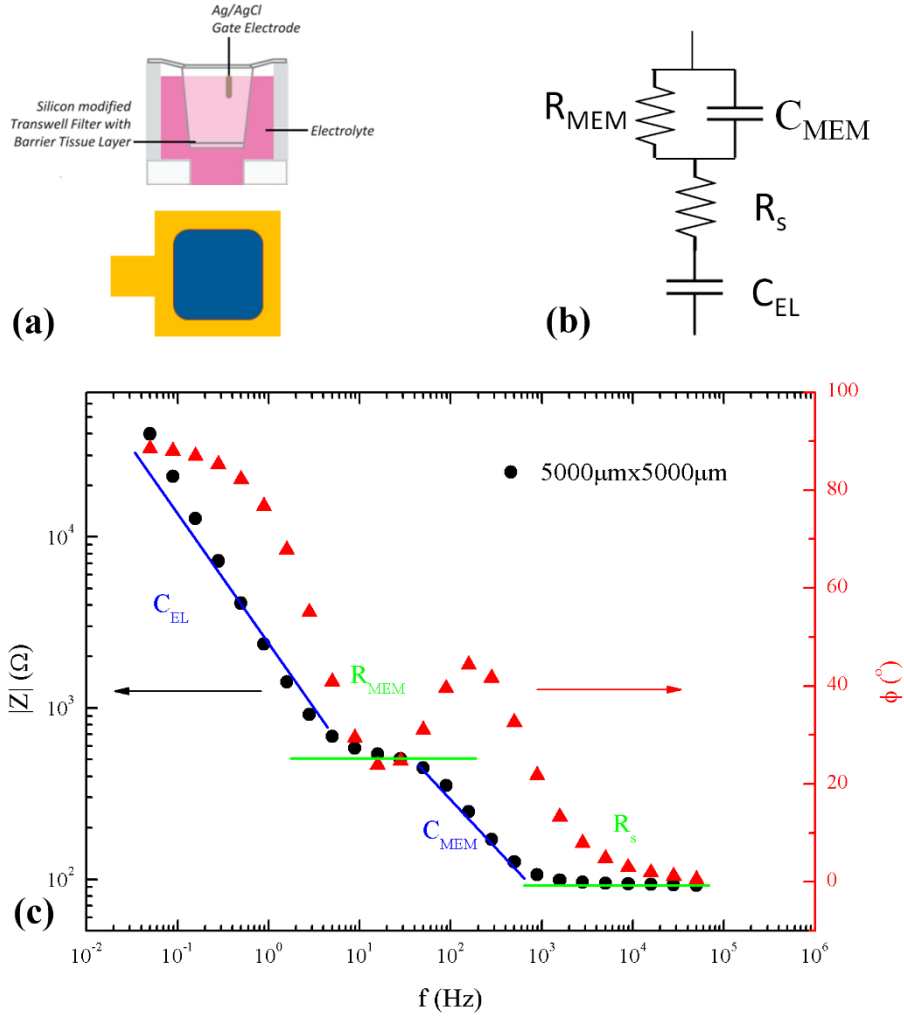 Ag/AgCl
Gate Electrode
Silicon modified
Transwell Filter with
Barrier Tissue Layer
Electrolyte
(a)
R_MEM
C_MEM
R_s
C_EL
(b)
5000μmx5000μm
C_EL
R_MEM
C_MEM
R_s
|Z| (Ω)
10^4
10^3
10^2
ϕ (°)
100
80
60
40
20
0
(c)
10^-2 10^-1 10^0 10^1 10^2 10^3 10^4 10^5 10^6
f (Hz)